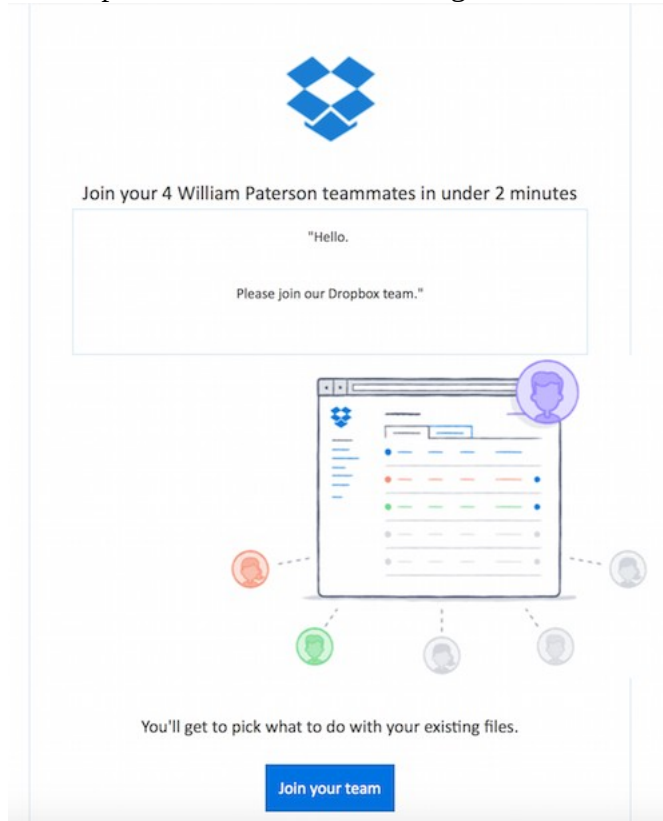 Join your 4 William Paterson teammates in under 2 minutes
"Hello.
Please join our Dropbox team."
You'll get to pick what to do with your existing files.
Join your team